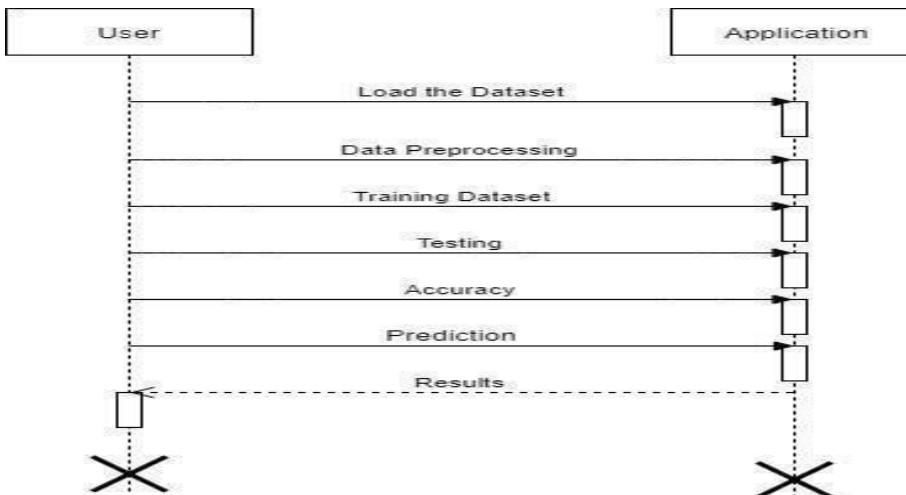 User
Application
Load the Dataset
Data Preprocessing
Training Dataset
Testing
Accuracy
Prediction
Results